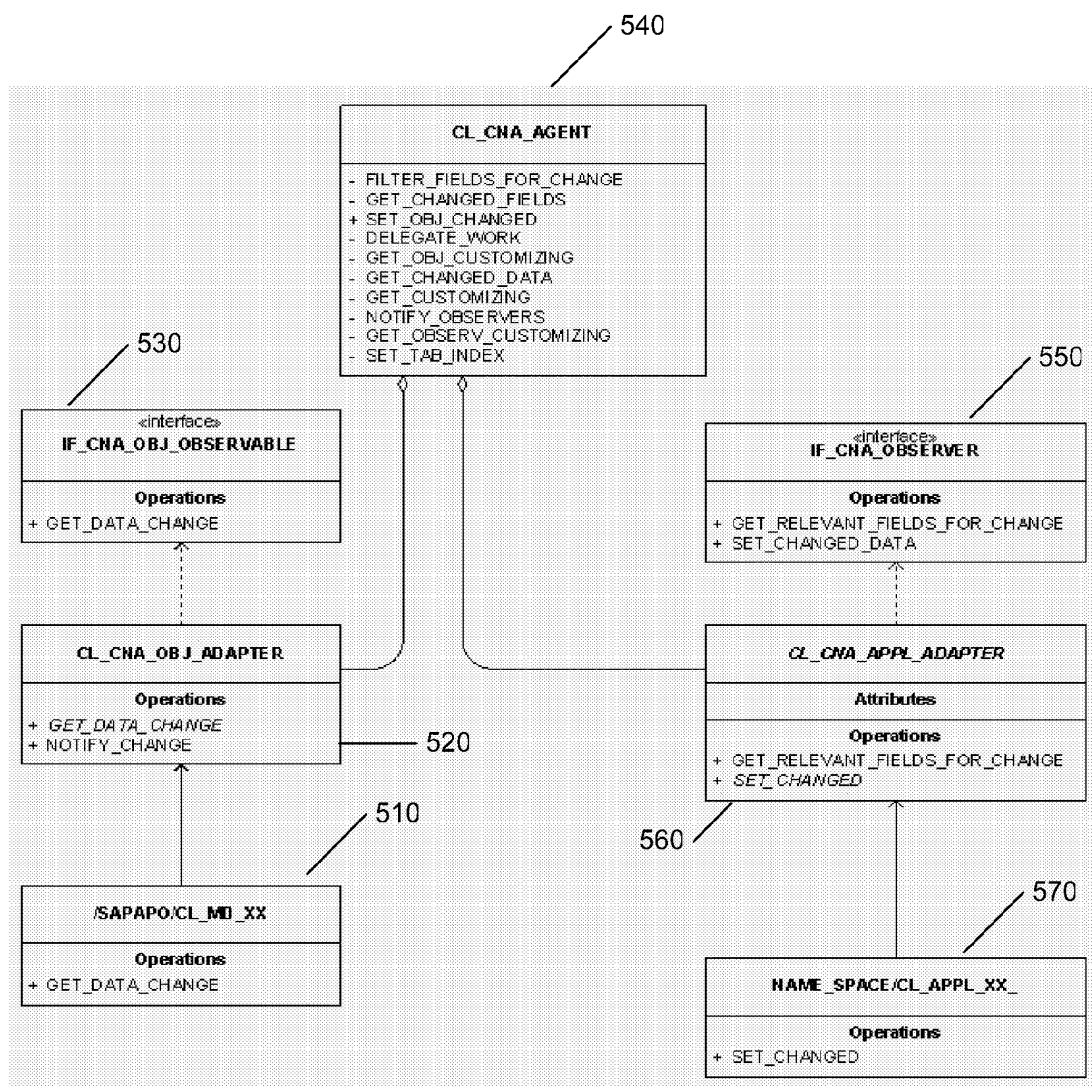 540
CL_CNA_AGENT
- FILTER_FIELDS_FOR_CHANGE
- GET_CHANGED_FIELDS
+ SET_OBJ_CHANGED
- DELEGATE_WORK
- GET_OBJ_CUSTOMIZING
- GET_CHANGED_DATA
- GET_CUSTOMIZING
- NOTIFY_OBSERVERS
- GET_OBSERV_CUSTOMIZING
- SET_TAB_INDEX
530
«interface»
IF_CNA_OBJ_OBSERVABLE
Operations
+ GET_DATA_CHANGE
550
«interface»
IF_CNA_OBSERVER
Operations
+ GET_RELEVANT_FIELDS_FOR_CHANGE
+ SET_CHANGED_DATA
CL_CNA_OBJ_ADAPTER
Operations
+ GET_DATA_CHANGE
+ NOTIFY_CHANGE
520
CL_CNA_APPL_ADAPTER
Attributes
Operations
+ GET_RELEVANT_FIELDS_FOR_CHANGE
+ SET_CHANGED
560
510
/SAPAPO/CL_MD_XX
Operations
+ GET_DATA_CHANGE
570
NAME_SPACE/CL_APPL_XX_
Operations
+ SET_CHANGED